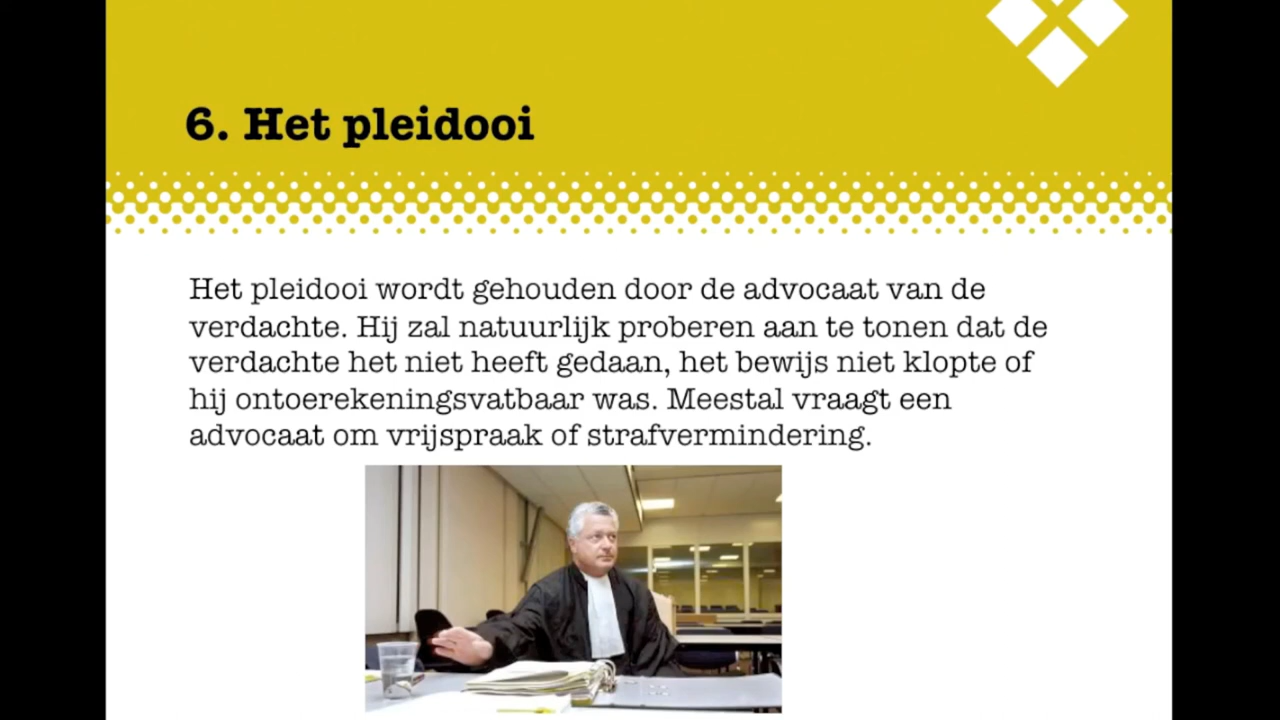 6. Het pleidooi
Het pleidooi wordt gehouden door de advocaat van de
verdachte. Hij zal natuurlijk proberen aan te tonen dat de
verdachte het niet heeft gedaan, het bewijs niet klopte of
hij ontoerekeningsvatbaar was. Meestal vraagt een
advocaat om vrijspraak of strafvermindering.